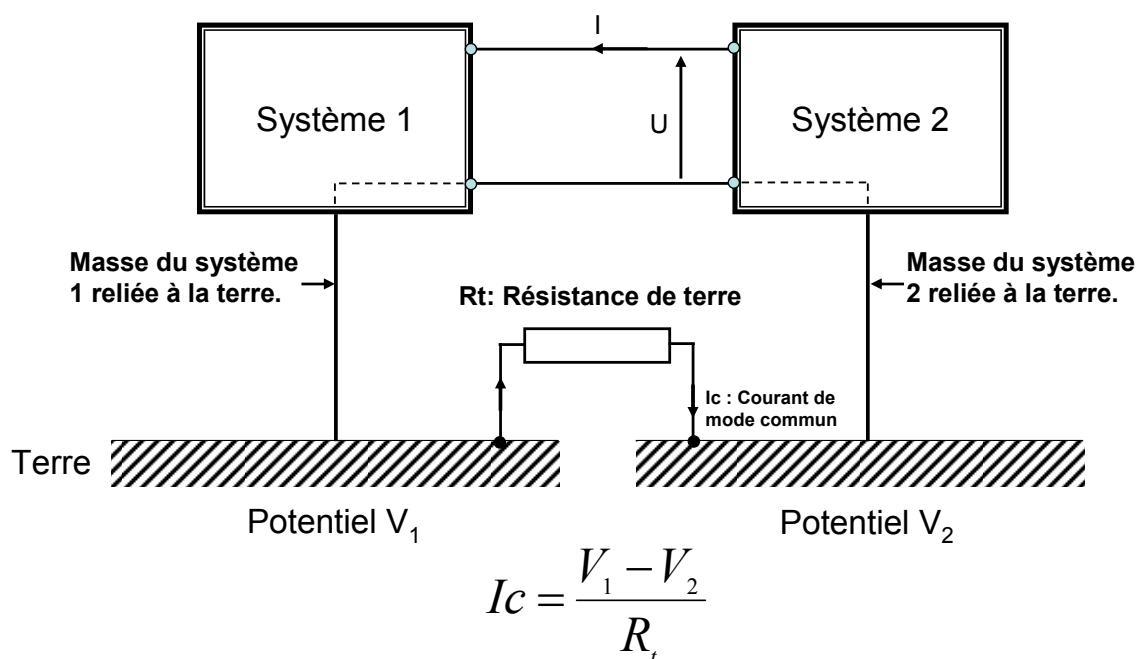 I
Système 1
U
Système 2
Masse du système
1 reliée à la terre.
Masse du système
2 reliée à la terre.
Rt: Résistance de terre
Ic : Courant de
mode commun
Terre
Potentiel V₁
Potentiel V₂
Ic = (V₁ − V₂) / Rₜ